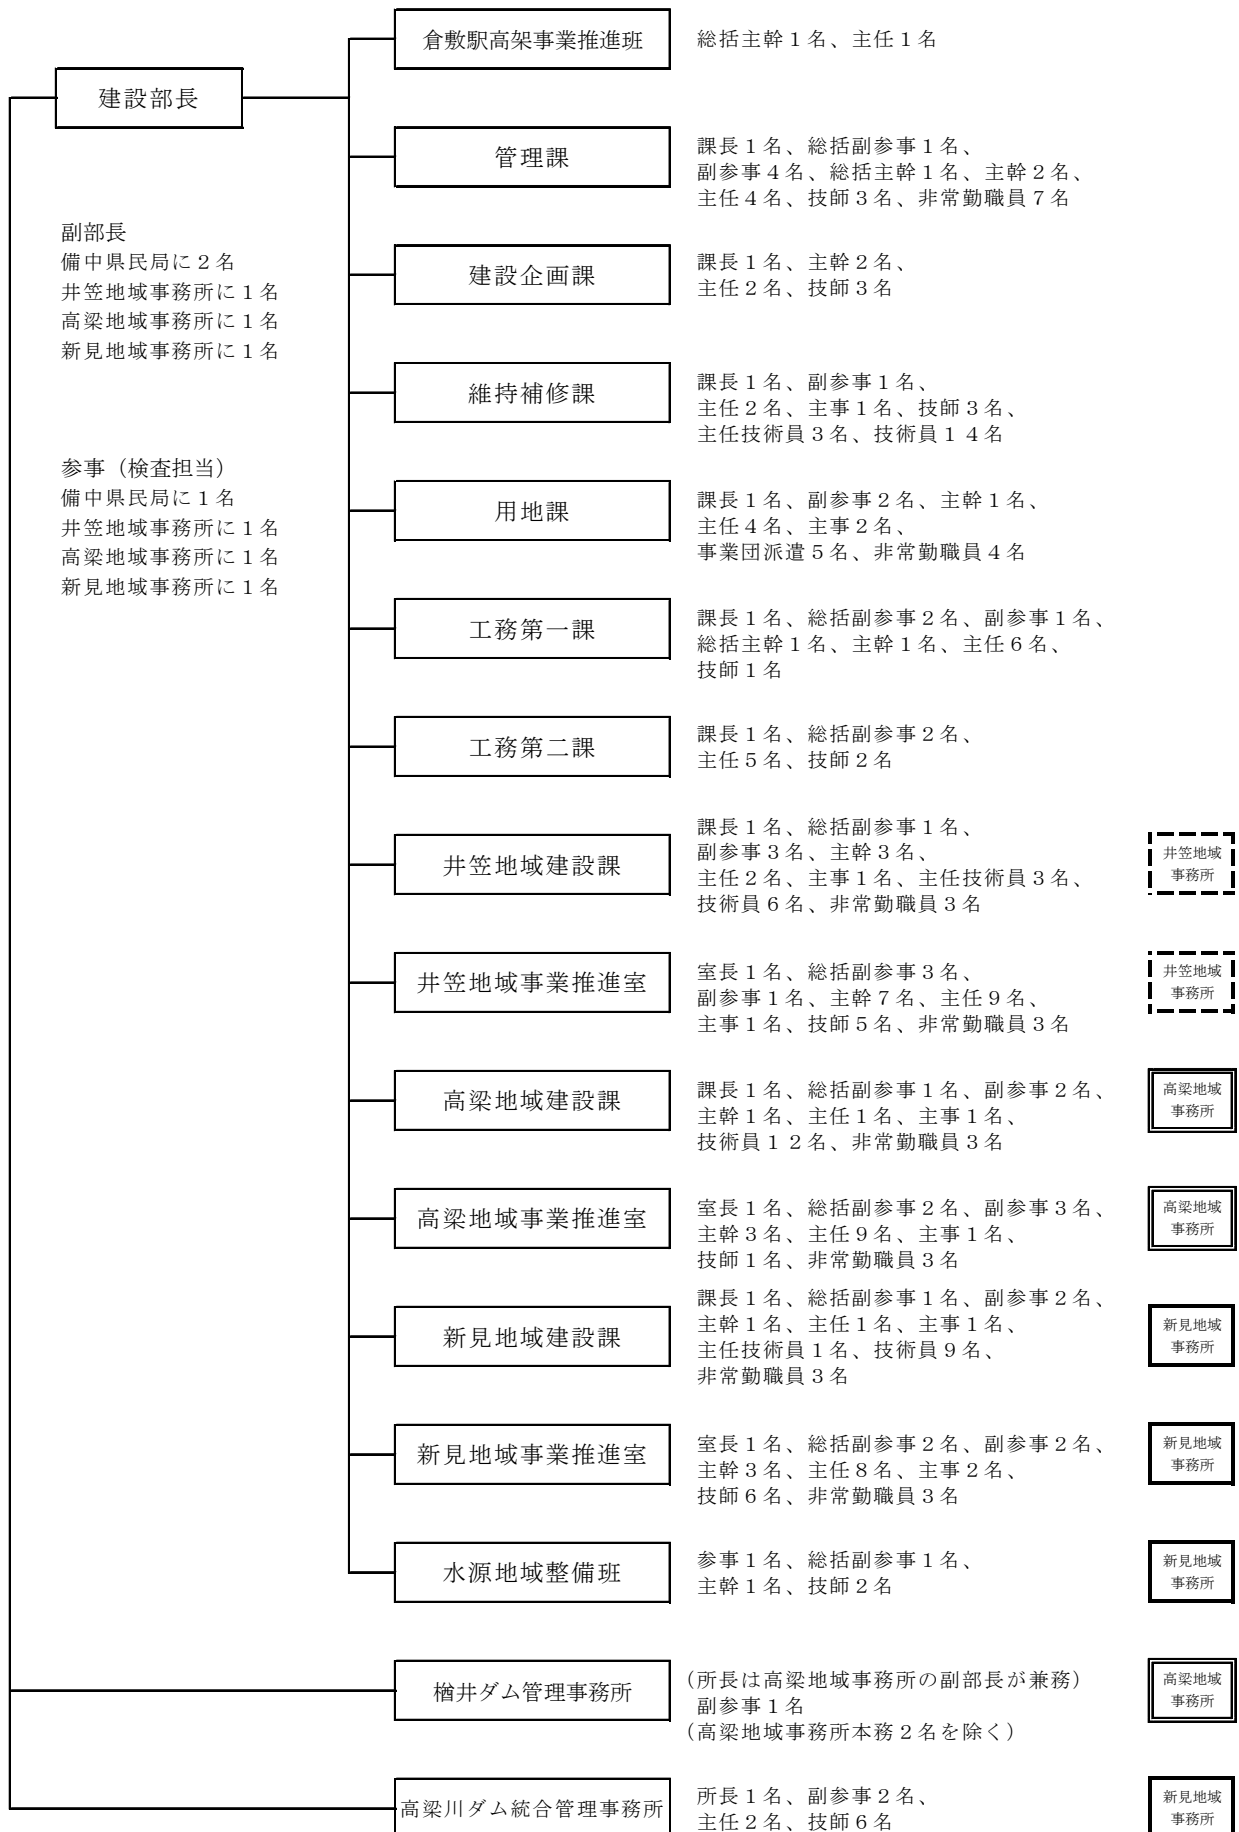 倉敷駅高架事業推進班
総括主幹１名、主任１名
建設部長
管理課
課長１名、総括副参事１名、
副参事４名、総括主幹１名、主幹２名、
主任４名、技師３名、非常勤職員７名
副部長
備中県民局に２名
井笠地域事務所に１名
高梁地域事務所に１名
新見地域事務所に１名
建設企画課
課長１名、主幹２名、
主任２名、技師３名
維持補修課
課長１名、副参事１名、
主任２名、主事１名、技師３名、
主任技術員３名、技術員１４名
参事（検査担当）
備中県民局に１名
井笠地域事務所に１名
高梁地域事務所に１名
新見地域事務所に１名
用地課
課長１名、副参事２名、主幹１名、
主任４名、主事２名、
事業団派遣５名、非常勤職員４名
工務第一課
課長１名、総括副参事２名、副参事１名、
総括主幹１名、主幹１名、主任６名、
技師１名
工務第二課
課長１名、総括副参事２名、
主任５名、技師２名
井笠地域建設課
課長１名、総括副参事１名、
副参事３名、主幹３名、
主任２名、主事１名、主任技術員３名、
技術員６名、非常勤職員３名
井笠地域
事務所
井笠地域事業推進室
室長１名、総括副参事３名、
副参事１名、主幹７名、主任９名、
主事１名、技師５名、非常勤職員３名
井笠地域
事務所
高梁地域建設課
課長１名、総括副参事１名、副参事２名、
主幹１名、主任１名、主事１名、
技術員１２名、非常勤職員３名
高梁地域
事務所
高梁地域事業推進室
室長１名、総括副参事２名、副参事３名、
主幹３名、主任９名、主事１名、
技師１名、非常勤職員３名
高梁地域
事務所
新見地域建設課
課長１名、総括副参事１名、副参事２名、
主幹１名、主任１名、主事１名、
主任技術員１名、技術員９名、
非常勤職員３名
新見地域
事務所
新見地域事業推進室
室長１名、総括副参事２名、副参事２名、
主幹３名、主任８名、主事２名、
技師６名、非常勤職員３名
新見地域
事務所
水源地域整備班
参事１名、総括副参事１名、
主幹１名、技師２名
新見地域
事務所
楢井ダム管理事務所
（所長は高梁地域事務所の副部長が兼務）
副参事１名
（高梁地域事務所本務２名を除く）
高梁地域
事務所
高梁川ダム統合管理事務所
所長１名、副参事２名、
主任２名、技師６名
新見地域
事務所